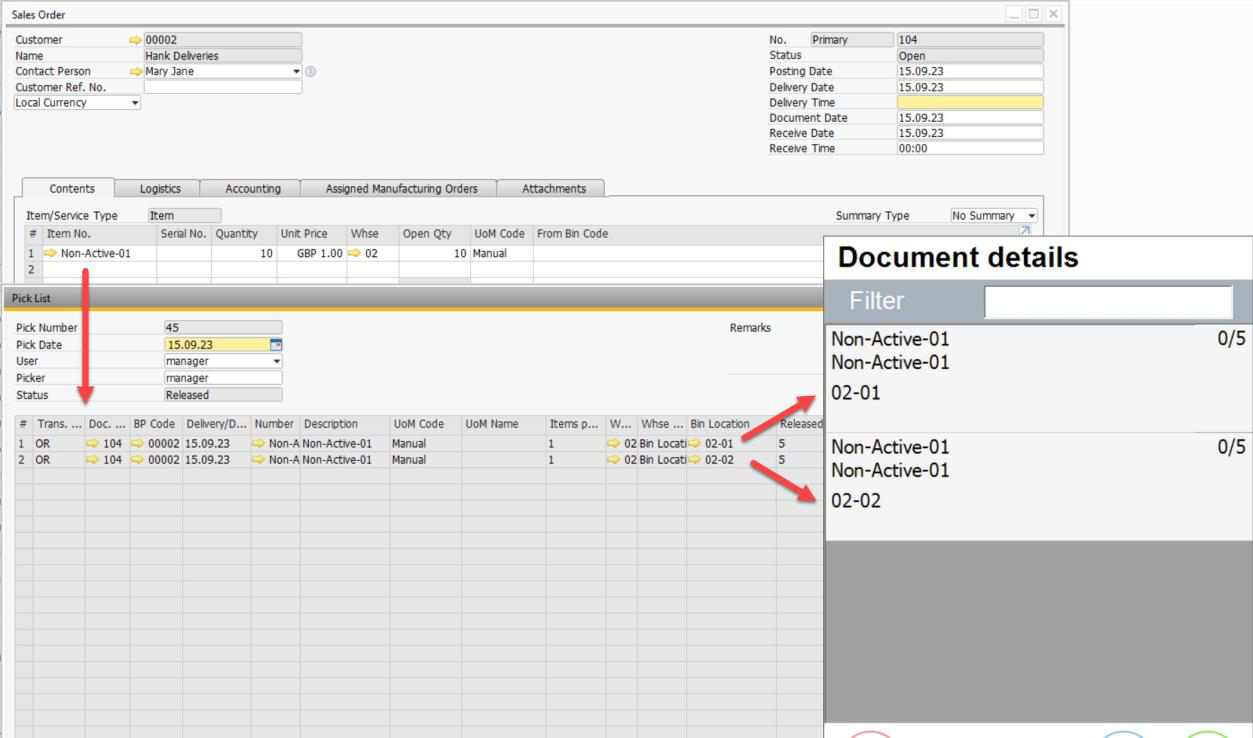 Sales Order
Customer 00002 No. Primary 104
Name Hank Deliveries Status Open
Contact Person Mary Jane Posting Date 15.09.23
Customer Ref. No. Delivery Date 15.09.23
Local Currency Delivery Time
Document Date 15.09.23
Receive Date 15.09.23
Receive Time 00:00
Contents Logistics Accounting Assigned Manufacturing Orders Attachments
Item/Service Type Item Summary Type No Summary
# Item No. Serial No. Quantity Unit Price Whse Open Qty UoM Code From Bin Code
1 Non-Active-01 10 GBP 1.00 02 10 Manual
2
Pick List
Pick Number 45 Remarks
Pick Date 15.09.23
User manager
Picker manager
Status Released
# Trans. ... Doc. ... BP Code Delivery/D... Number Description UoM Code UoM Name Items p... W... Whse ... Bin Location Released
1 OR 104 00002 15.09.23 Non-A Non-Active-01 Manual 1 02 Bin Locati 02-01 5
2 OR 104 00002 15.09.23 Non-A Non-Active-01 Manual 1 02 Bin Locati 02-02 5
Document details
Filter
Non-Active-01 0/5
Non-Active-01
02-01
Non-Active-01 0/5
Non-Active-01
02-02